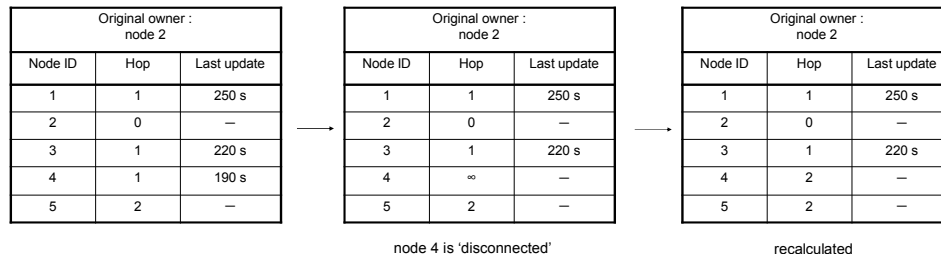 Original owner :
node 2
Node ID Hop Last update
1 1 250 s
2 0 —
3 1 220 s
4 1 190 s
5 2 —
Original owner :
node 2
Node ID Hop Last update
1 1 250 s
2 0 —
3 1 220 s
4 ∞ —
5 2 —
node 4 is ‘disconnected’
Original owner :
node 2
Node ID Hop Last update
1 1 250 s
2 0 —
3 1 220 s
4 2 —
5 2 —
recalculated